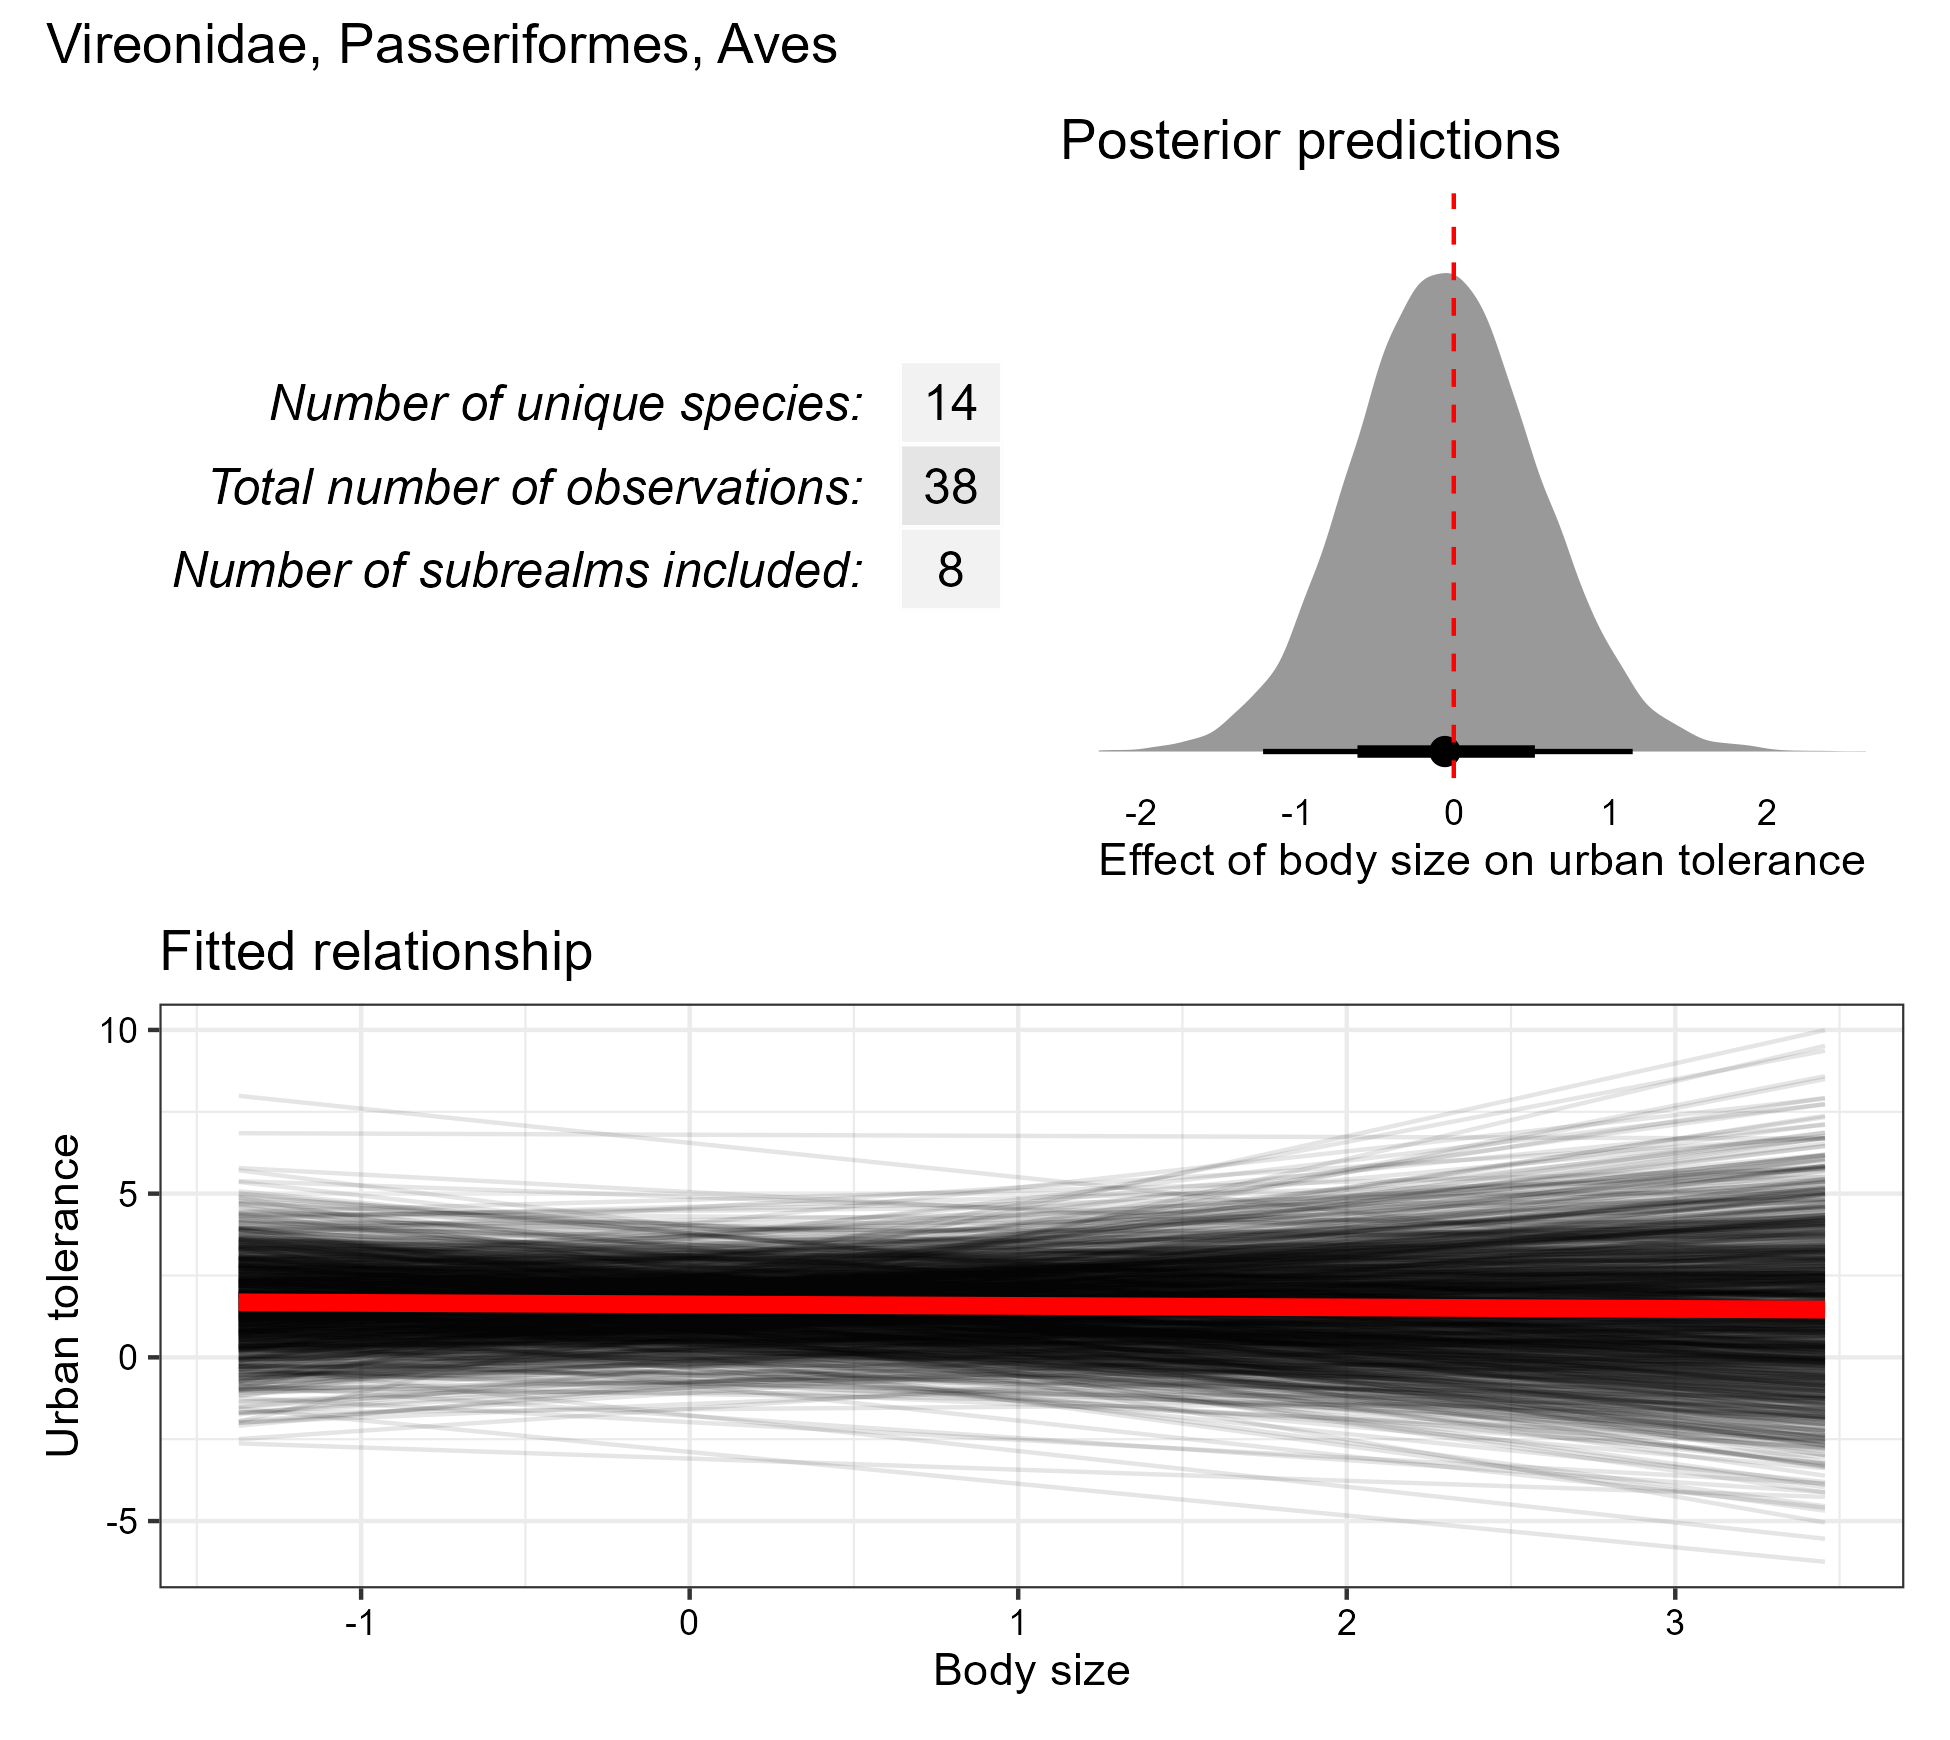 Vireonidae, Passeriformes, Aves
Posterior predictions
Number of unique species: 14
Total number of observations: 38
Number of subrealms included: 8
-2 -1 0 1 2
Effect of body size on urban tolerance
Fitted relationship
10
5
0
-5
Urban tolerance
-1 0 1 2 3
Body size